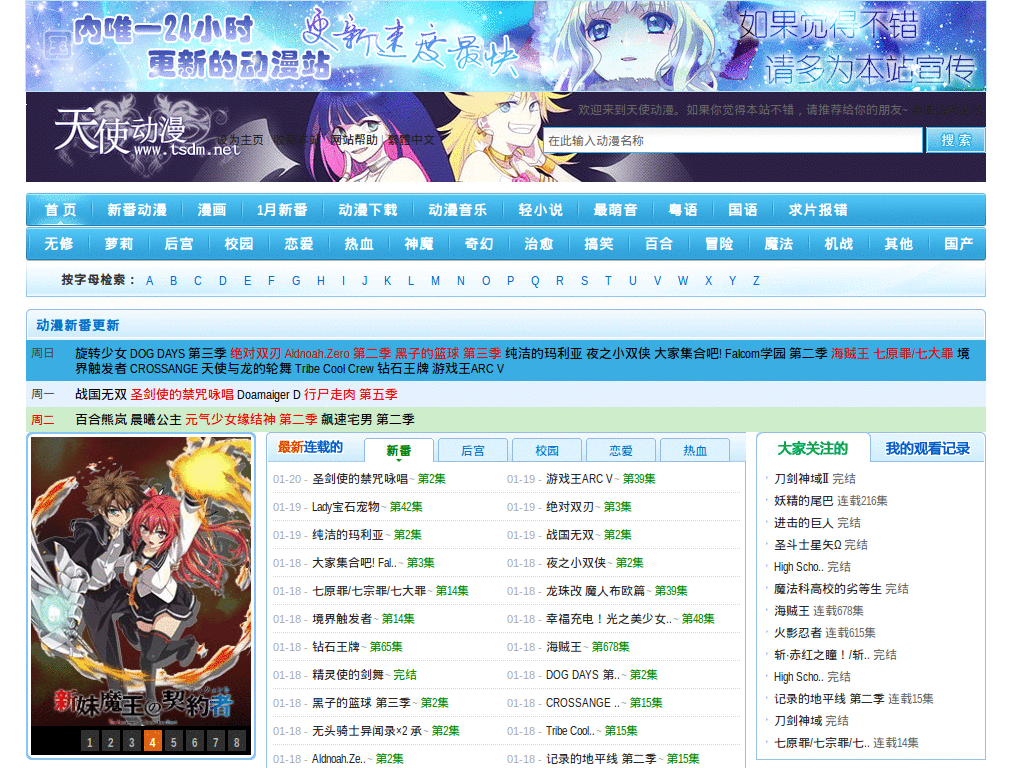 国内唯一24小时
更新的动漫站
更新速度最快
如果觉得不错
请多为本站宣传
天使动漫
www.tsdm.net
欢迎来到天使动漫。如果你觉得本站不错，请推荐给你的朋友~
网站帮助 | 繁體中文
在此输入动漫名称
搜 索
首 页 新番动漫 漫画 1月新番 动漫下载 动漫音乐 轻小说 最萌音 粤语 国语 求片报错
无修 萝莉 后宫 校园 恋爱 热血 神魔 奇幻 治愈 搞笑 百合 冒险 魔法 机战 其他 国产
按字母检索： A B C D E F G H I J K L M N O P Q R S T U V W X Y Z
动漫新番更新
周日 旋转少女 DOG DAYS 第三季 绝对双刃 Aldnoah.Zero 第二季 黑子的篮球 第三季 纯洁的玛利亚 夜之小双侠 大家集合吧! Falcom学园 第二季 海贼王 七原罪/七大罪 境
界触发者 CROSSANGE 天使与龙的轮舞 Tribe Cool Crew 钻石王牌 游戏王ARC V
周一 战国无双 圣剑使的禁咒咏唱 Doamaiger D 行尸走肉 第五季
周二 百合熊岚 晨曦公主 元气少女缘结神 第二季 飙速宅男 第二季
新妹魔王の契約者
1 2 3 4 5 6 7 8
最新连载的 新番 后宫 校园 恋爱 热血
01-20 - 圣剑使的禁咒咏唱~ 第2集 01-19 - 游戏王ARC V~ 第39集
01-19 - Lady宝石宠物~ 第42集 01-19 - 绝对双刃~ 第3集
01-19 - 纯洁的玛利亚~ 第2集 01-19 - 战国无双~ 第2集
01-18 - 大家集合吧! Fal..~ 第3集 01-18 - 夜之小双侠~ 第2集
01-18 - 七原罪/七宗罪/七大罪~ 第14集 01-18 - 龙珠改 魔人布欧篇~ 第39集
01-18 - 境界触发者~ 第14集 01-18 - 幸福充电！光之美少女..~ 第48集
01-18 - 钻石王牌~ 第65集 01-18 - 海贼王~ 第678集
01-18 - 精灵使的剑舞~ 完结 01-18 - DOG DAYS 第..~ 第2集
01-18 - 黑子的篮球 第三季~ 第2集 01-18 - CROSSANGE ..~ 第15集
01-18 - 无头骑士异闻录×2 承~ 第2集 01-18 - Tribe Cool..~ 第15集
01-18 - Aldnoah.Ze..~ 第2集 01-18 - 记录的地平线 第二季~ 第15集
大家关注的 我的观看记录
刀剑神域Ⅱ 完结
妖精的尾巴 连载216集
进击的巨人 完结
圣斗士星矢Ω 完结
High Scho.. 完结
魔法科高校的劣等生 完结
海贼王 连载678集
火影忍者 连载615集
斩·赤红之瞳！/斩.. 完结
High Scho.. 完结
记录的地平线 第二季 连载15集
刀剑神域 完结
七原罪/七宗罪/七.. 连载14集